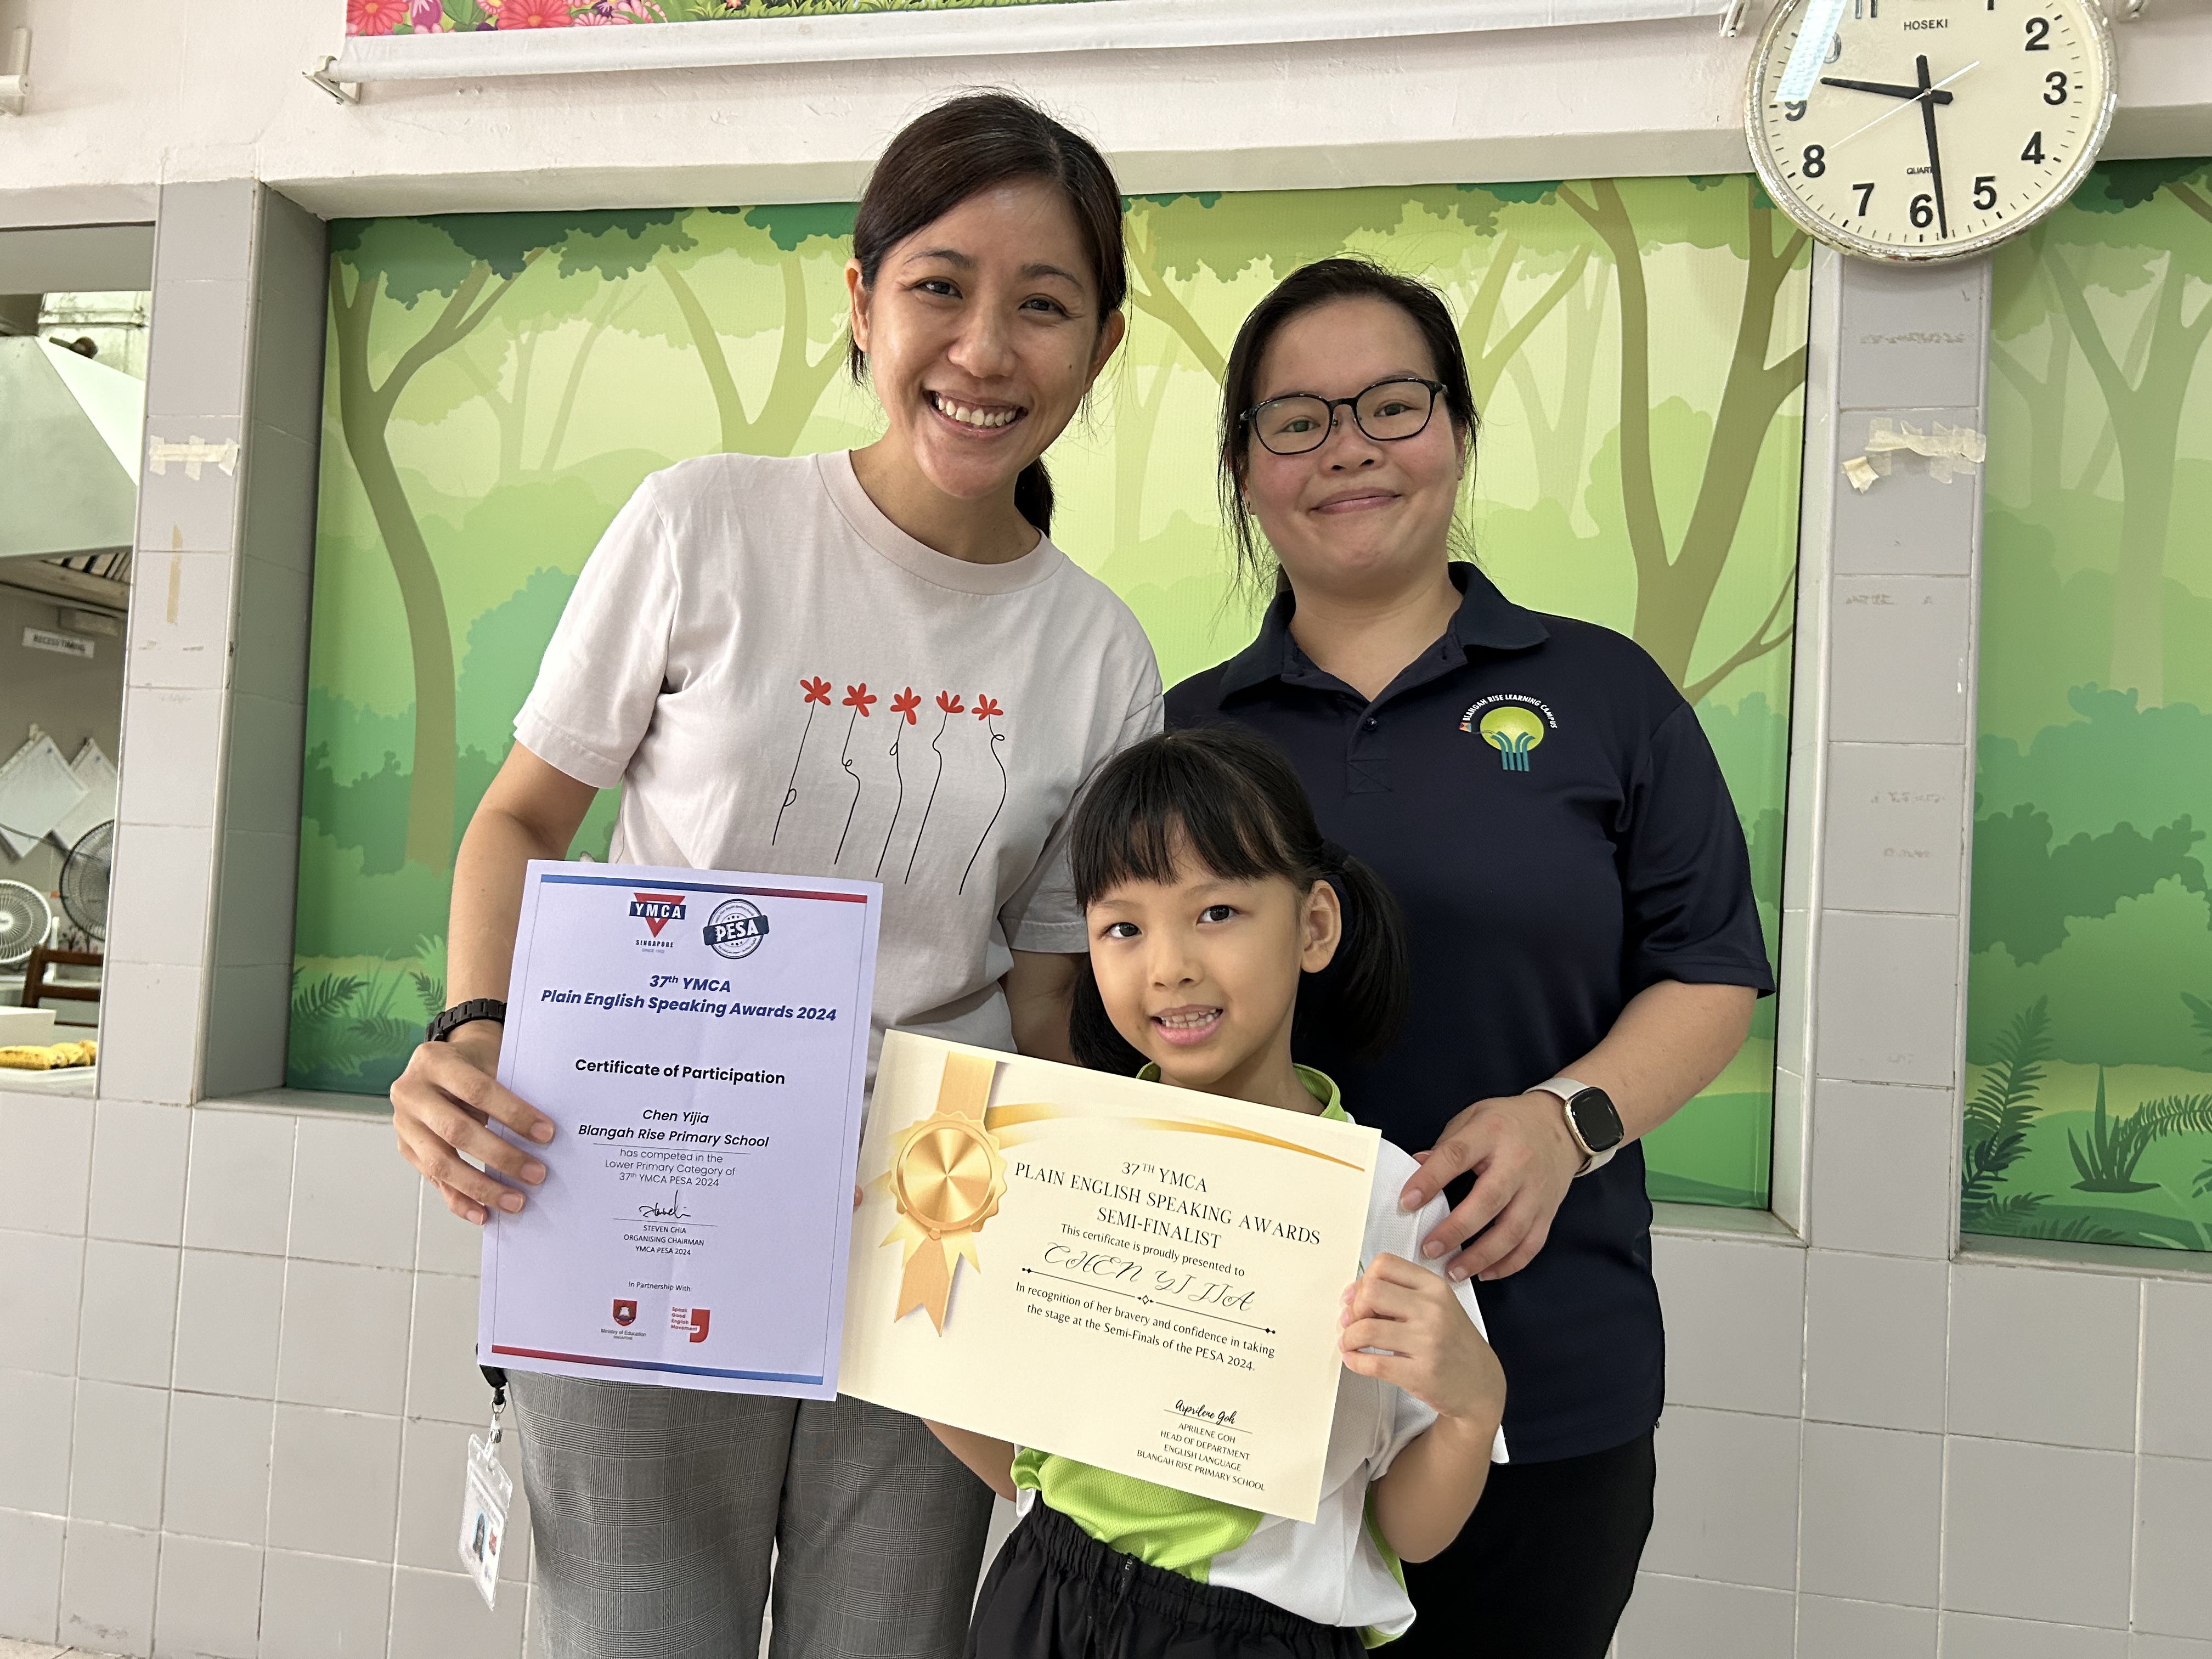 HOSEKI
2
3
4
5
6
7
8
9
QUARTZ
RECESS TIMING
BLANGAH RISE LEARNING CAMPUS
YMCA
SINGAPORE
PESA
37th YMCA
Plain English Speaking Awards 2024
Certificate of Participation
Chen Yijia
Blangah Rise Primary School
has competed in the
Lower Primary Category of
37th YMCA PESA 2024
STEVEN CHIA
ORGANISING CHAIRMAN
YMCA PESA 2024
In Partnership With:
Ministry of Education
SINGAPORE
Speak
Good
English
Movement
37TH YMCA
PLAIN ENGLISH SPEAKING AWARDS
SEMI-FINALIST
This certificate is proudly presented to
CHEN YI JIA
In recognition of her bravery and confidence in taking
the stage at the Semi-Finals of the PESA 2024.
Aprilene Goh
APRILENE GOH
HEAD OF DEPARTMENT
ENGLISH LANGUAGE
BLANGAH RISE PRIMARY SCHOOL